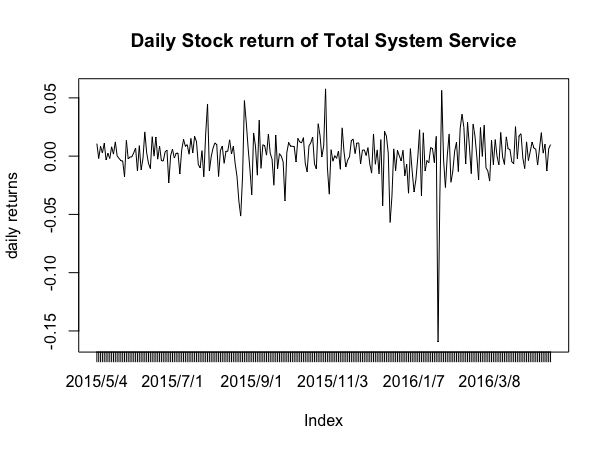 Daily Stock return of Total System Service
daily returns
0.05
0.00
-0.05
-0.10
-0.15
2015/5/4 2015/7/1 2015/9/1 2015/11/3 2016/1/7 2016/3/8
Index